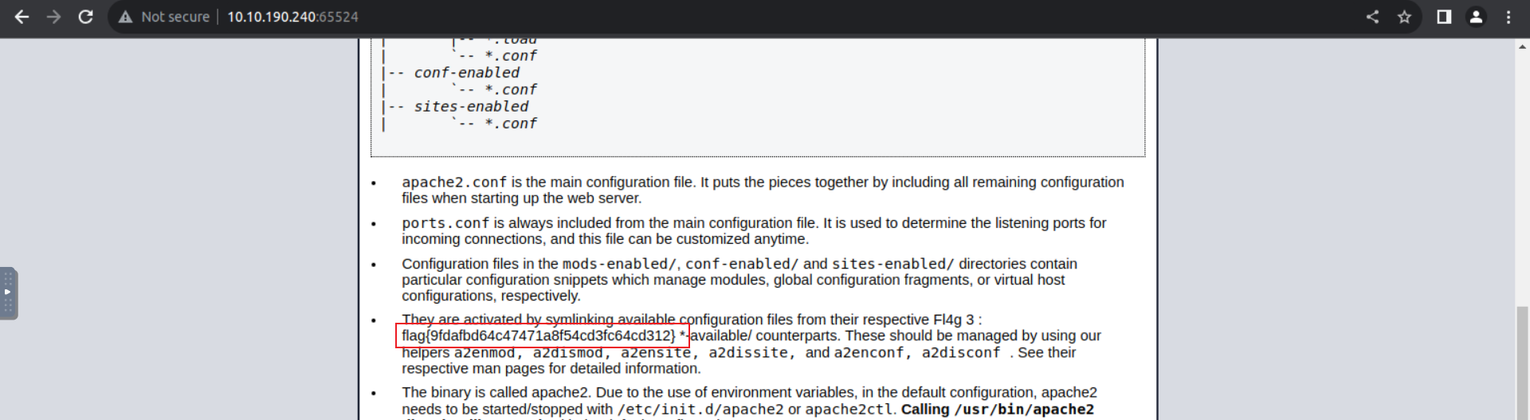 Not secure | 10.10.190.240:65524
| |-- *.load
| `-- *.conf
|-- conf-enabled
| `-- *.conf
|-- sites-enabled
| `-- *.conf
• apache2.conf is the main configuration file. It puts the pieces together by including all remaining configuration
files when starting up the web server.
• ports.conf is always included from the main configuration file. It is used to determine the listening ports for
incoming connections, and this file can be customized anytime.
• Configuration files in the mods-enabled/, conf-enabled/ and sites-enabled/ directories contain
particular configuration snippets which manage modules, global configuration fragments, or virtual host
configurations, respectively.
• They are activated by symlinking available configuration files from their respective Fl4g 3 :
flag{9fdafbd64c47471a8f54cd3fc64cd312} *-available/ counterparts. These should be managed by using our
helpers a2enmod, a2dismod, a2ensite, a2dissite, and a2enconf, a2disconf . See their
respective man pages for detailed information.
• The binary is called apache2. Due to the use of environment variables, in the default configuration, apache2
needs to be started/stopped with /etc/init.d/apache2 or apache2ctl. Calling /usr/bin/apache2